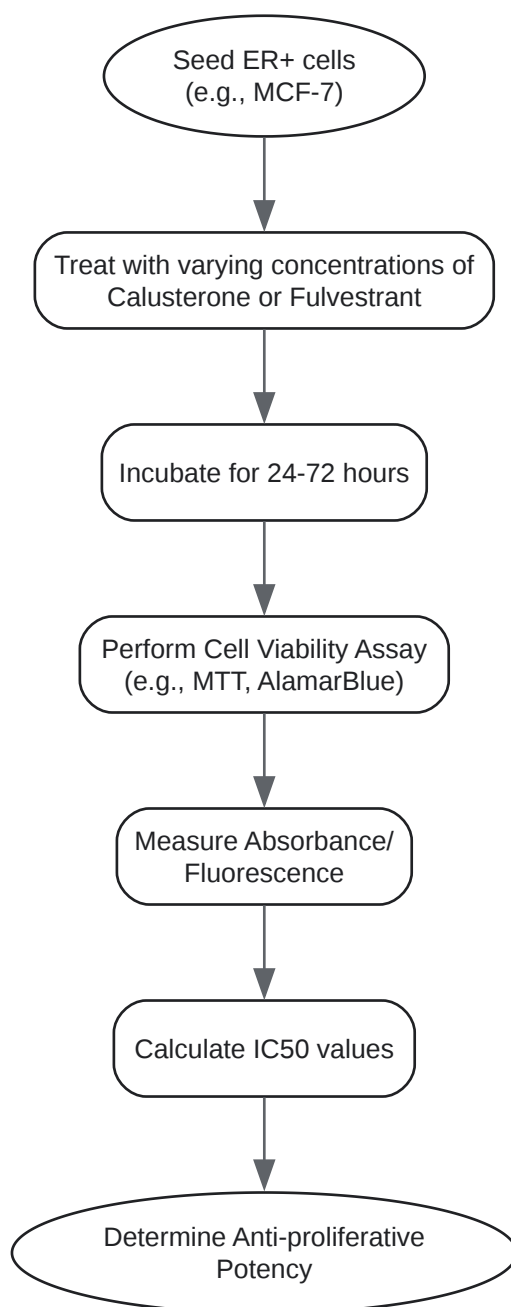 Seed ER+ cells
(e.g., MCF-7)
Treat with varying concentrations of
Calusterone or Fulvestrant
Incubate for 24-72 hours
Perform Cell Viability Assay
(e.g., MTT, AlamarBlue)
Measure Absorbance/
Fluorescence
Calculate IC50 values
Determine Anti-proliferative
Potency